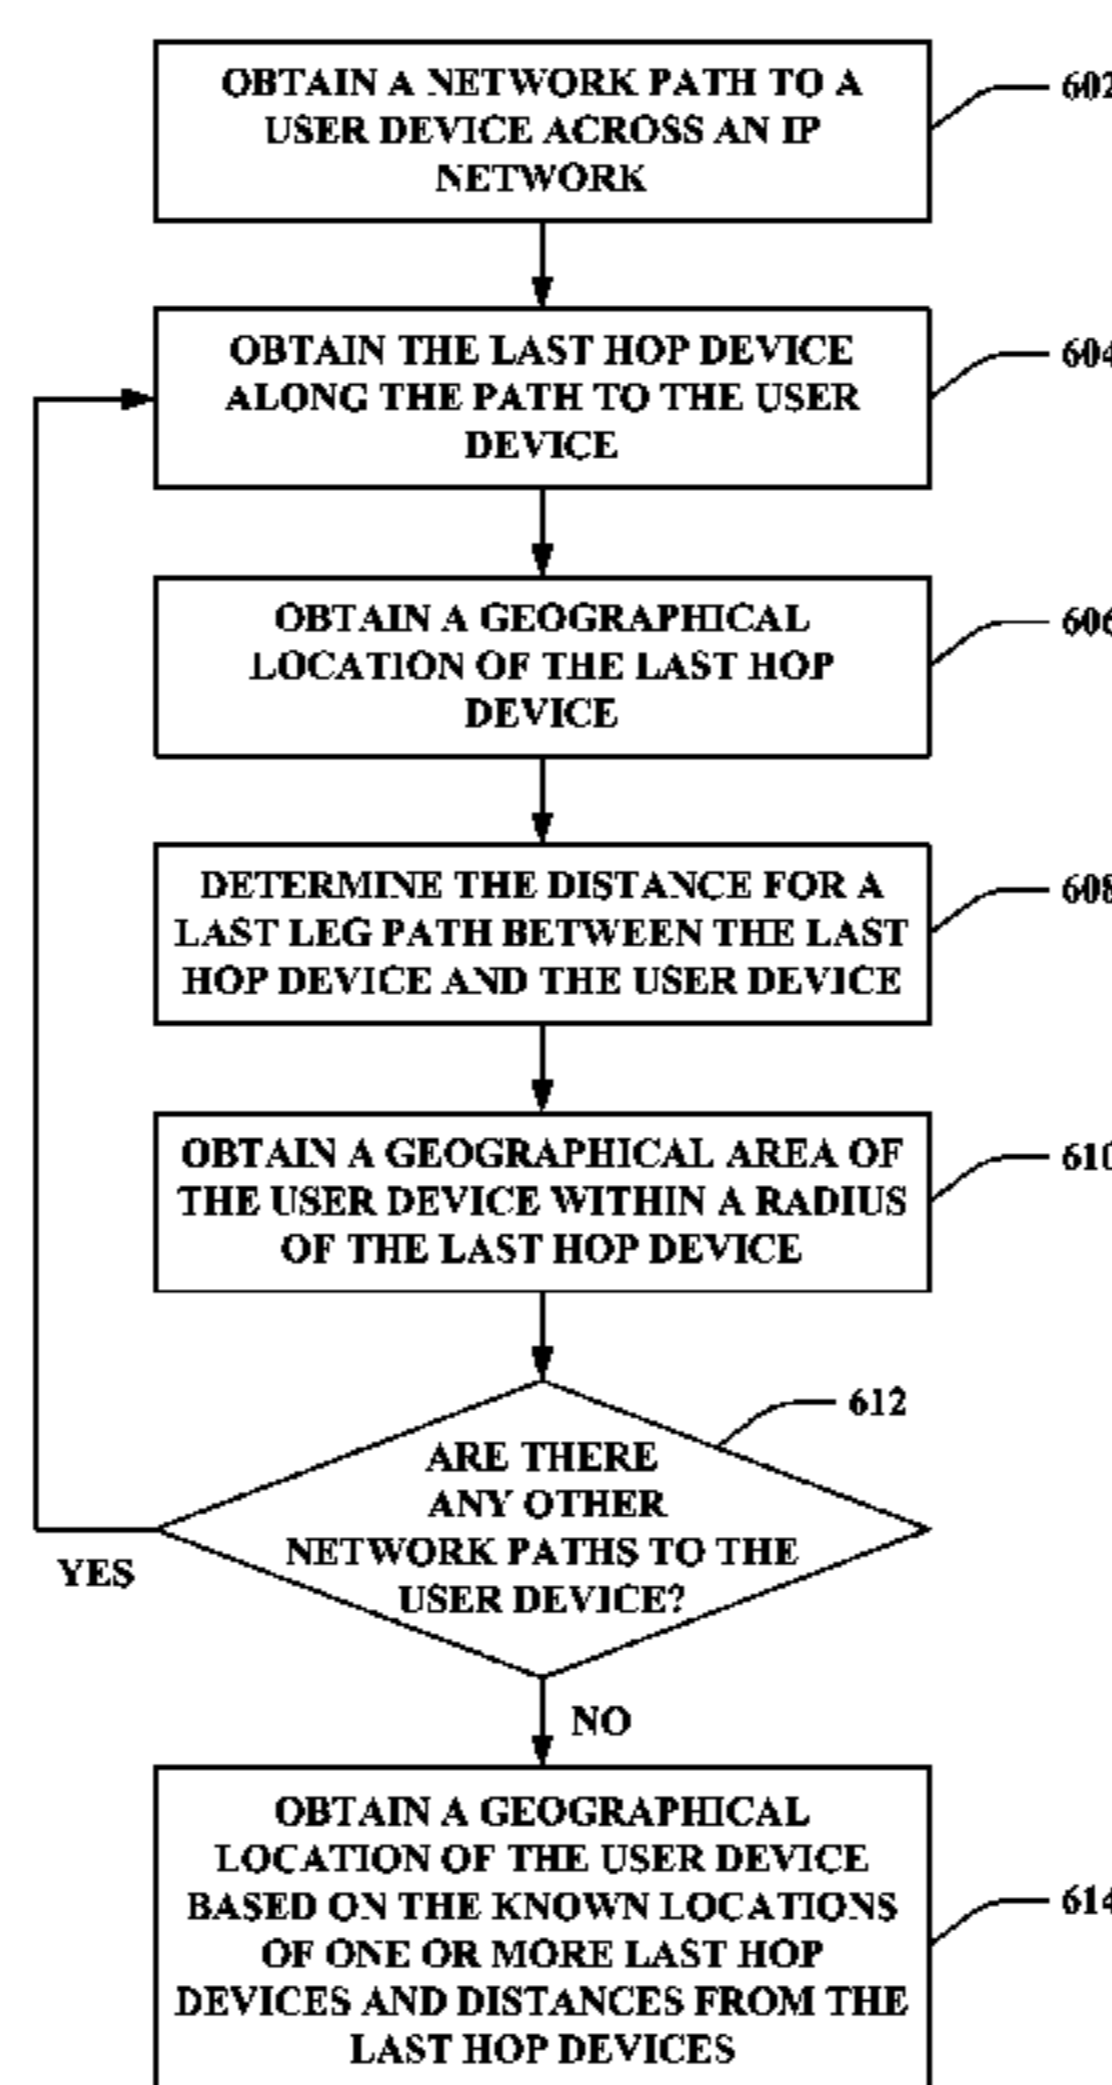 OBTAIN A NETWORK PATH TO A
USER DEVICE ACROSS AN IP
NETWORK
602
OBTAIN THE LAST HOP DEVICE
ALONG THE PATH TO THE USER
DEVICE
604
OBTAIN A GEOGRAPHICAL
LOCATION OF THE LAST HOP
DEVICE
606
DETERMINE THE DISTANCE FOR A
LAST LEG PATH BETWEEN THE LAST
HOP DEVICE AND THE USER DEVICE
608
OBTAIN A GEOGRAPHICAL AREA OF
THE USER DEVICE WITHIN A RADIUS
OF THE LAST HOP DEVICE
610
612
ARE THERE
ANY OTHER
NETWORK PATHS TO THE
USER DEVICE?
YES
NO
OBTAIN A GEOGRAPHICAL
LOCATION OF THE USER DEVICE
BASED ON THE KNOWN LOCATIONS
OF ONE OR MORE LAST HOP
DEVICES AND DISTANCES FROM THE
LAST HOP DEVICES
614